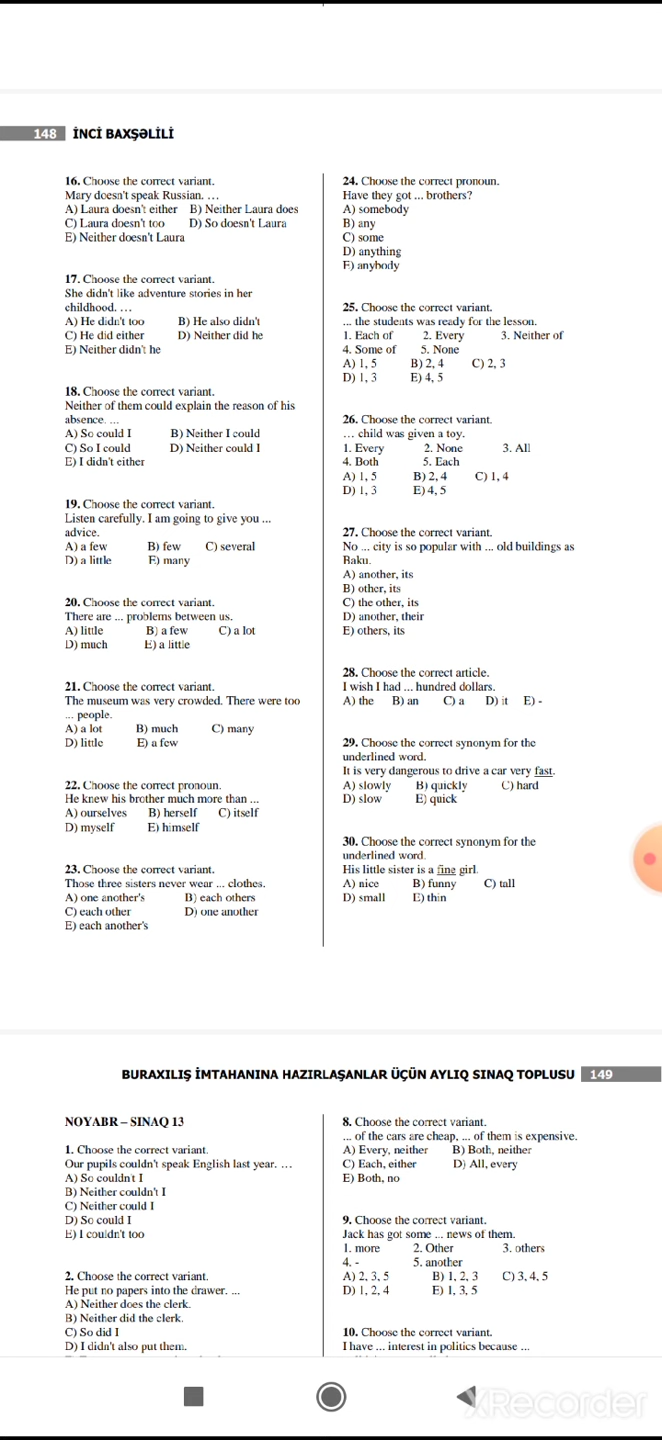 148 İNCİ BAXŞƏLİLİ
16. Choose the correct variant.
Mary doesn't speak Russian. …
A) Laura doesn't either B) Neither Laura does
C) Laura doesn't too D) So doesn't Laura
E) Neither doesn't Laura
17. Choose the correct variant.
She didn't like adventure stories in her
childhood. …
A) He didn't too B) He also didn't
C) He did either D) Neither did he
E) Neither didn't he
18. Choose the correct variant.
Neither of them could explain the reason of his
absence. ...
A) So could I B) Neither I could
C) So I could D) Neither could I
E) I didn't either
19. Choose the correct variant.
Listen carefully. I am going to give you ...
advice.
A) a few B) few C) several
D) a little E) many
20. Choose the correct variant.
There are ... problems between us.
A) little B) a few C) a lot
D) much E) a little
21. Choose the correct variant.
The museum was very crowded. There were too
... people.
A) a lot B) much C) many
D) little E) a few
22. Choose the correct pronoun.
He knew his brother much more than ...
A) ourselves B) herself C) itself
D) myself E) himself
23. Choose the correct variant.
Those three sisters never wear ... clothes.
A) one another's B) each others
C) each other D) one another
E) each another's
24. Choose the correct pronoun.
Have they got ... brothers?
A) somebody
B) any
C) some
D) anything
E) anybody
25. Choose the correct variant.
... the students was ready for the lesson.
1. Each of 2. Every 3. Neither of
4. Some of 5. None
A) 1, 5 B) 2, 4 C) 2, 3
D) 1, 3 E) 4, 5
26. Choose the correct variant.
… child was given a toy.
1. Every 2. None 3. All
4. Both 5. Each
A) 1, 5 B) 2, 4 C) 1, 4
D) 1, 3 E) 4, 5
27. Choose the correct variant.
No ... city is so popular with ... old buildings as
Baku.
A) another, its
B) other, its
C) the other, its
D) another, their
E) others, its
28. Choose the correct article.
I wish I had ... hundred dollars.
A) the B) an C) a D) it E) -
29. Choose the correct synonym for the
underlined word.
It is very dangerous to drive a car very fast.
A) slowly B) quickly C) hard
D) slow E) quick
30. Choose the correct synonym for the
underlined word.
His little sister is a fine girl.
A) nice B) funny C) tall
D) small E) thin
BURAXILIŞ İMTAHANINA HAZIRLAŞANLAR ÜÇÜN AYLIQ SINAQ TOPLUSU 149
NOYABR – SINAQ 13
1. Choose the correct variant.
Our pupils couldn't speak English last year. …
A) So couldn't I
B) Neither couldn't I
C) Neither could I
D) So could I
E) I couldn't too
2. Choose the correct variant.
He put no papers into the drawer. ...
A) Neither does the clerk.
B) Neither did the clerk.
C) So did I
D) I didn't also put them.
8. Choose the correct variant.
... of the cars are cheap, ... of them is expensive.
A) Every, neither B) Both, neither
C) Each, either D) All, every
E) Both, no
9. Choose the correct variant.
Jack has got some ... news of them.
1. more 2. Other 3. others
4. - 5. another
A) 2, 3, 5 B) 1, 2, 3 C) 3, 4, 5
D) 1, 2, 4 E) 1, 3, 5
10. Choose the correct variant.
I have ... interest in politics because ...
XRecorder